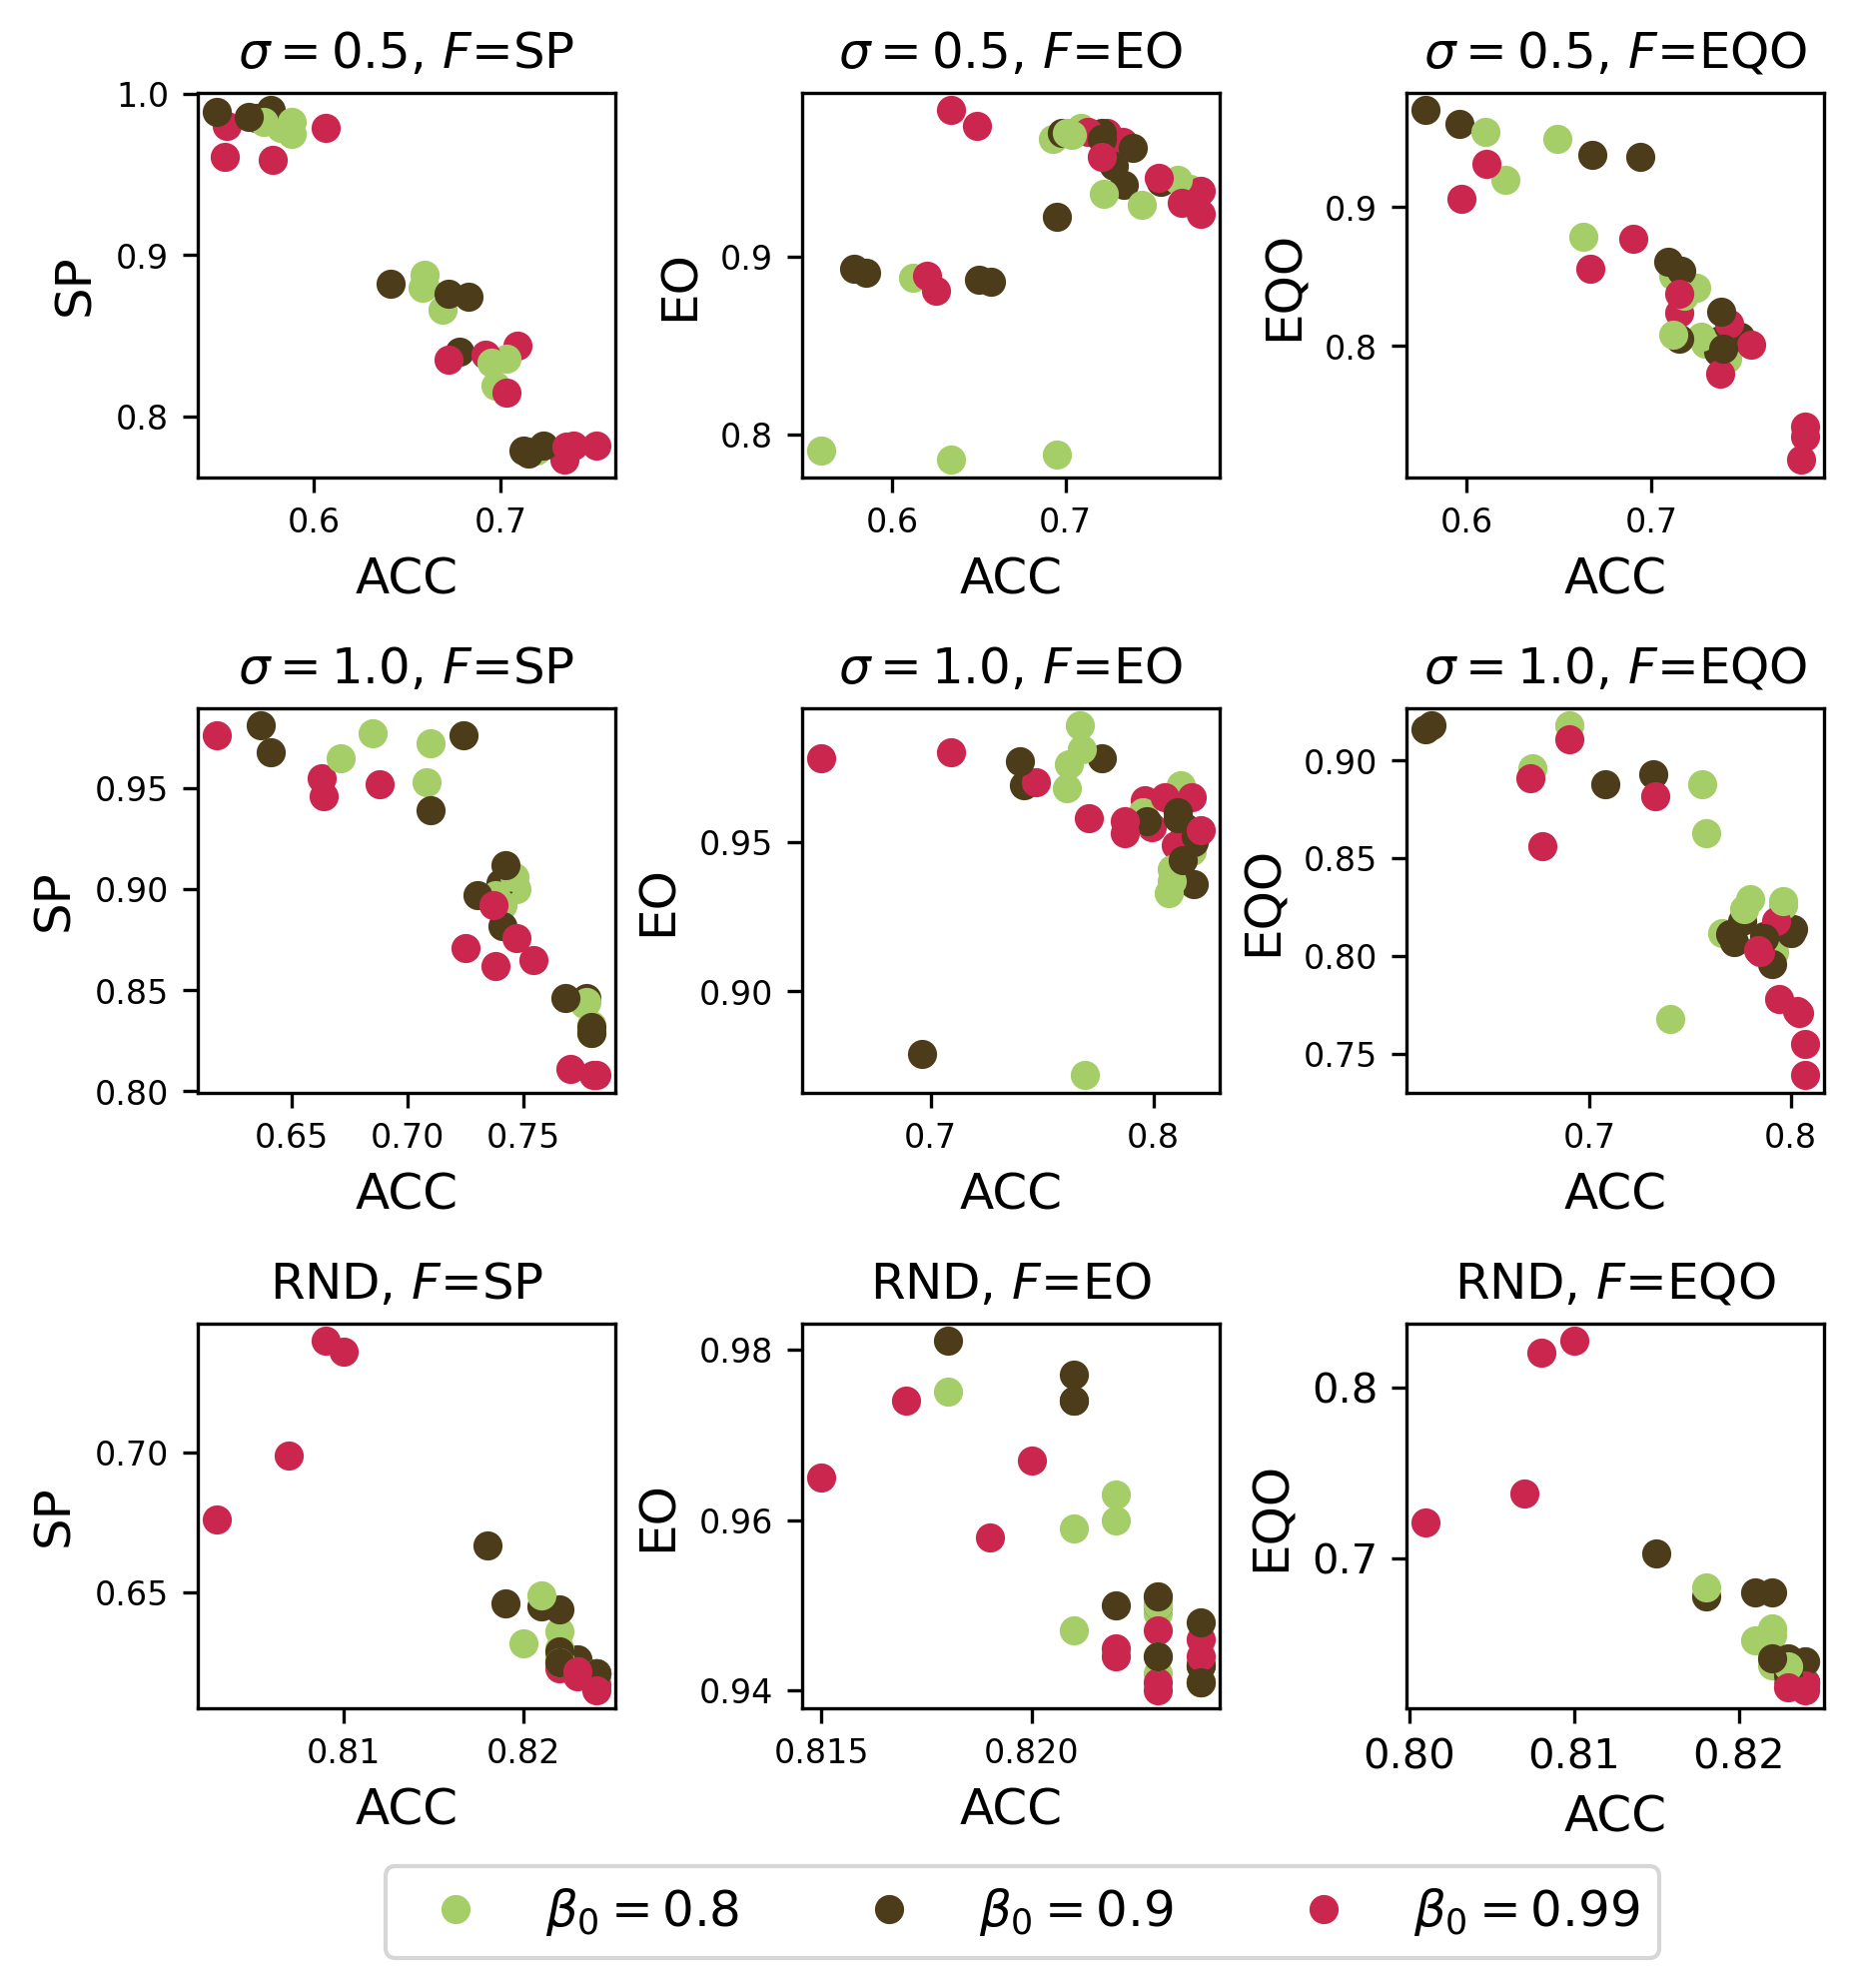 σ = 0.5, F=SP
1.0
0.9
0.8
SP
0.6 0.7
ACC
σ = 0.5, F=EO
0.9
0.8
EO
0.6 0.7
ACC
σ = 0.5, F=EQO
0.9
0.8
EQO
0.6 0.7
ACC
σ = 1.0, F=SP
0.95
0.90
0.85
0.80
SP
0.65 0.70 0.75
ACC
σ = 1.0, F=EO
0.95
0.90
EO
0.7 0.8
ACC
σ = 1.0, F=EQO
0.90
0.85
0.80
0.75
EQO
0.7 0.8
ACC
RND, F=SP
0.70
0.65
SP
0.81 0.82
ACC
RND, F=EO
0.98
0.96
0.94
EO
0.815 0.820
ACC
RND, F=EQO
0.8
0.7
EQO
0.80 0.81 0.82
ACC
β₀ = 0.8 β₀ = 0.9 β₀ = 0.99